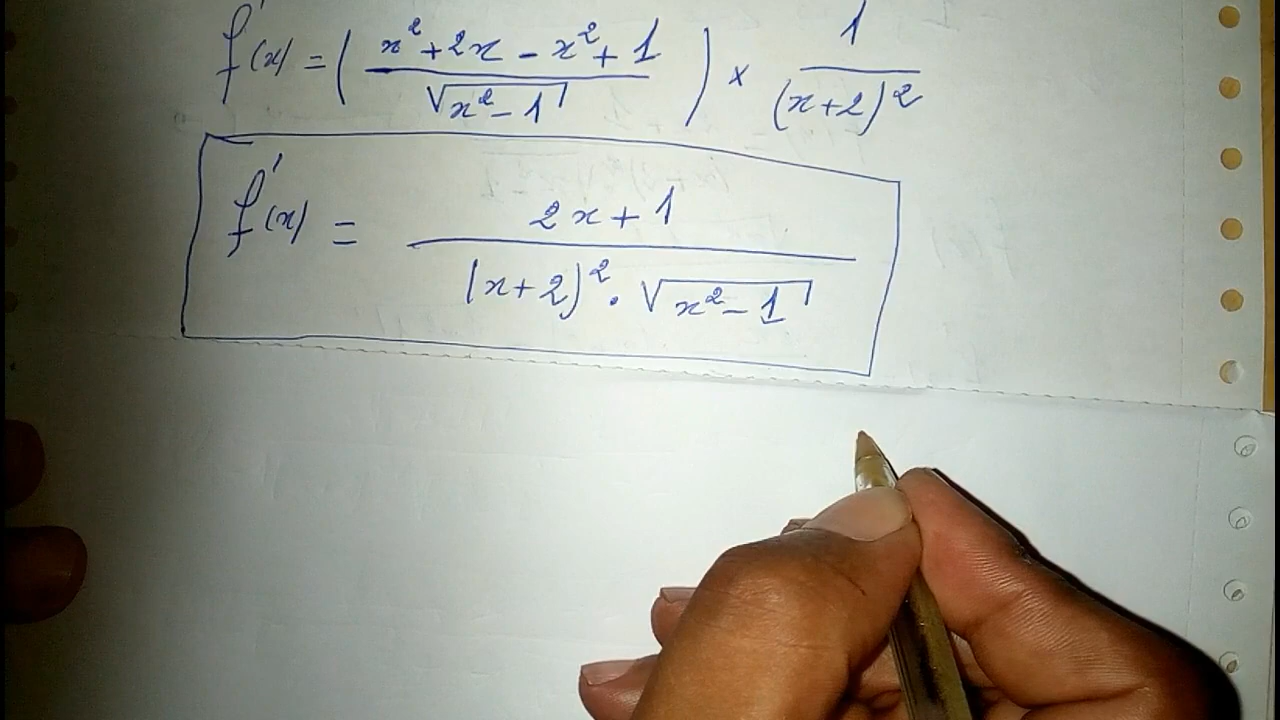 f'(x) = ( (x² + 2x - x² + 1) / √(x² - 1) ) × 1 / (x+2)²
f'(x) = (2x + 1) / ((x+2)² · √(x² - 1))